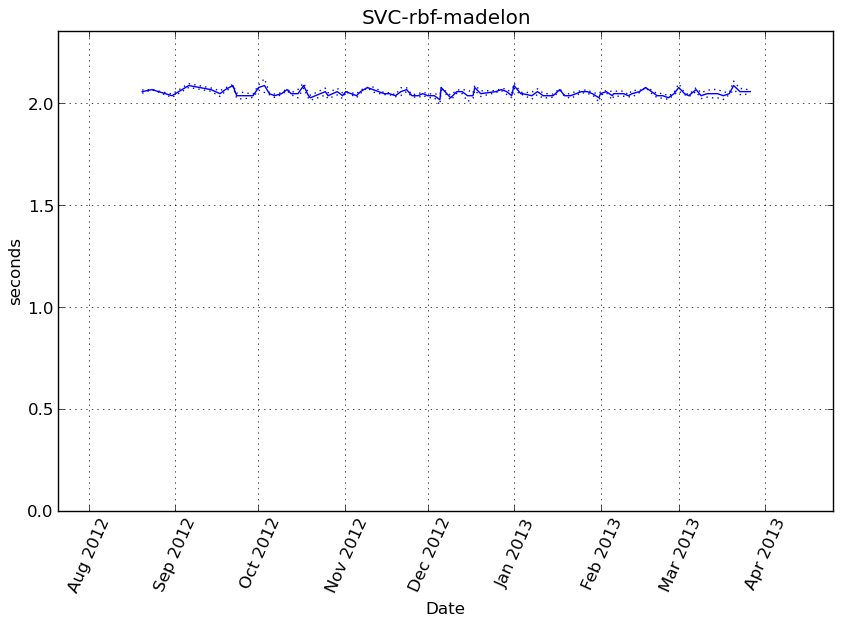 SVC-rbf-madelon
2.0
1.5
1.0
0.5
0.0
seconds
Aug 2012
Sep 2012
Oct 2012
Nov 2012
Dec 2012
Jan 2013
Feb 2013
Mar 2013
Apr 2013
Date